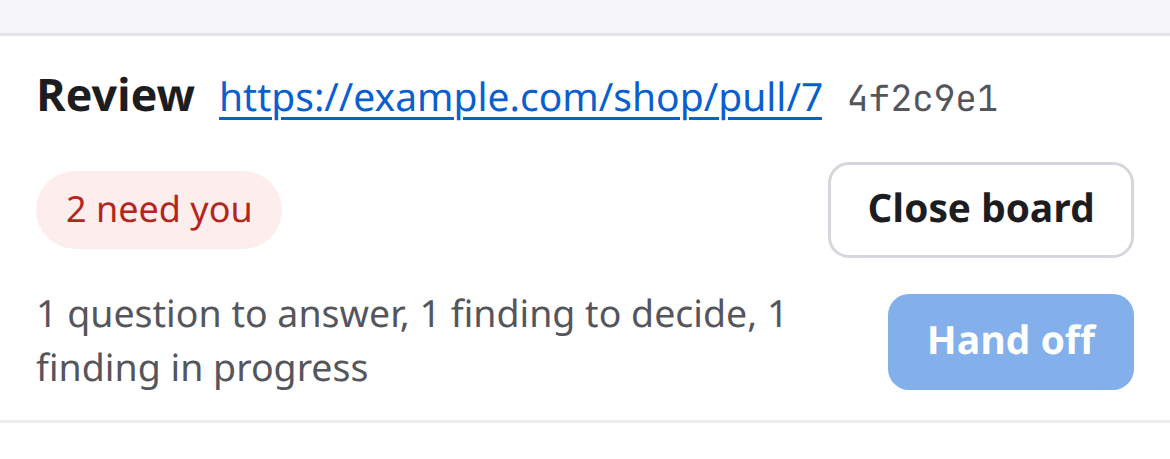 Review https://example.com/shop/pull/7 4f2c9e1
2 need you
Close board
1 question to answer, 1 finding to decide, 1
finding in progress
Hand off